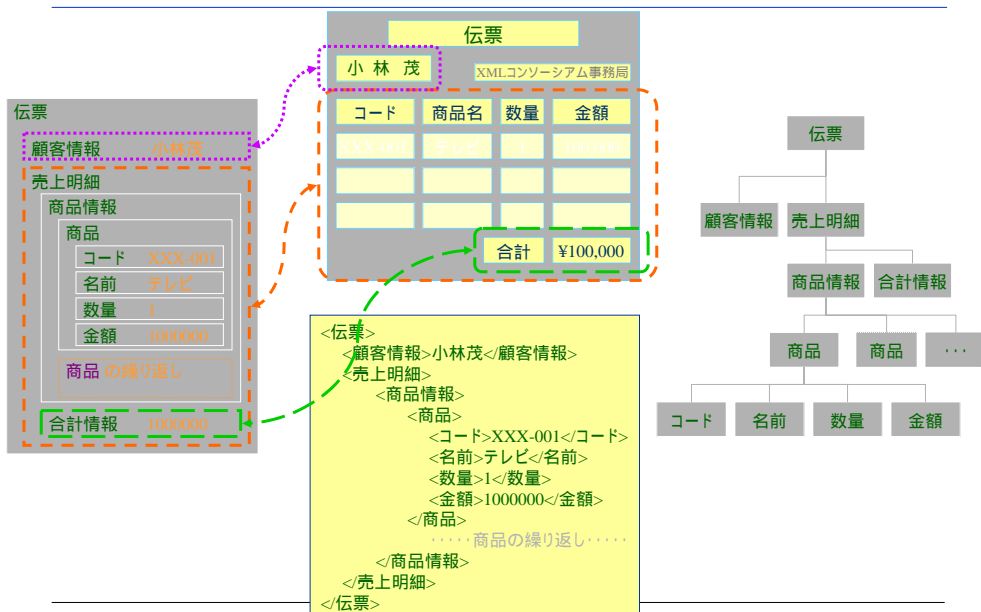 伝票
小 林 茂
XMLコンソーシアム事務局
コード 商品名 数量 金額
XXX-001 テレビ 1
合計 ¥100,000
伝票
顧客情報 小林茂
売上明細
商品情報
商品
コード XXX-001
名前 テレビ
数量 1
金額 1000000
商品 の繰り返し
合計情報 1000000
<伝票>
<顧客情報>小林茂</顧客情報>
<売上明細>
<商品情報>
<商品>
<コード>XXX-001</コード>
<名前>テレビ</名前>
<数量>1</数量>
<金額>1000000</金額>
</商品>
‥‥‥商品の繰り返し‥‥‥
</商品情報>
</売上明細>
</伝票>
伝票
顧客情報 売上明細
商品情報 合計情報
商品 商品 ･･･
コード 名前 数量 金額